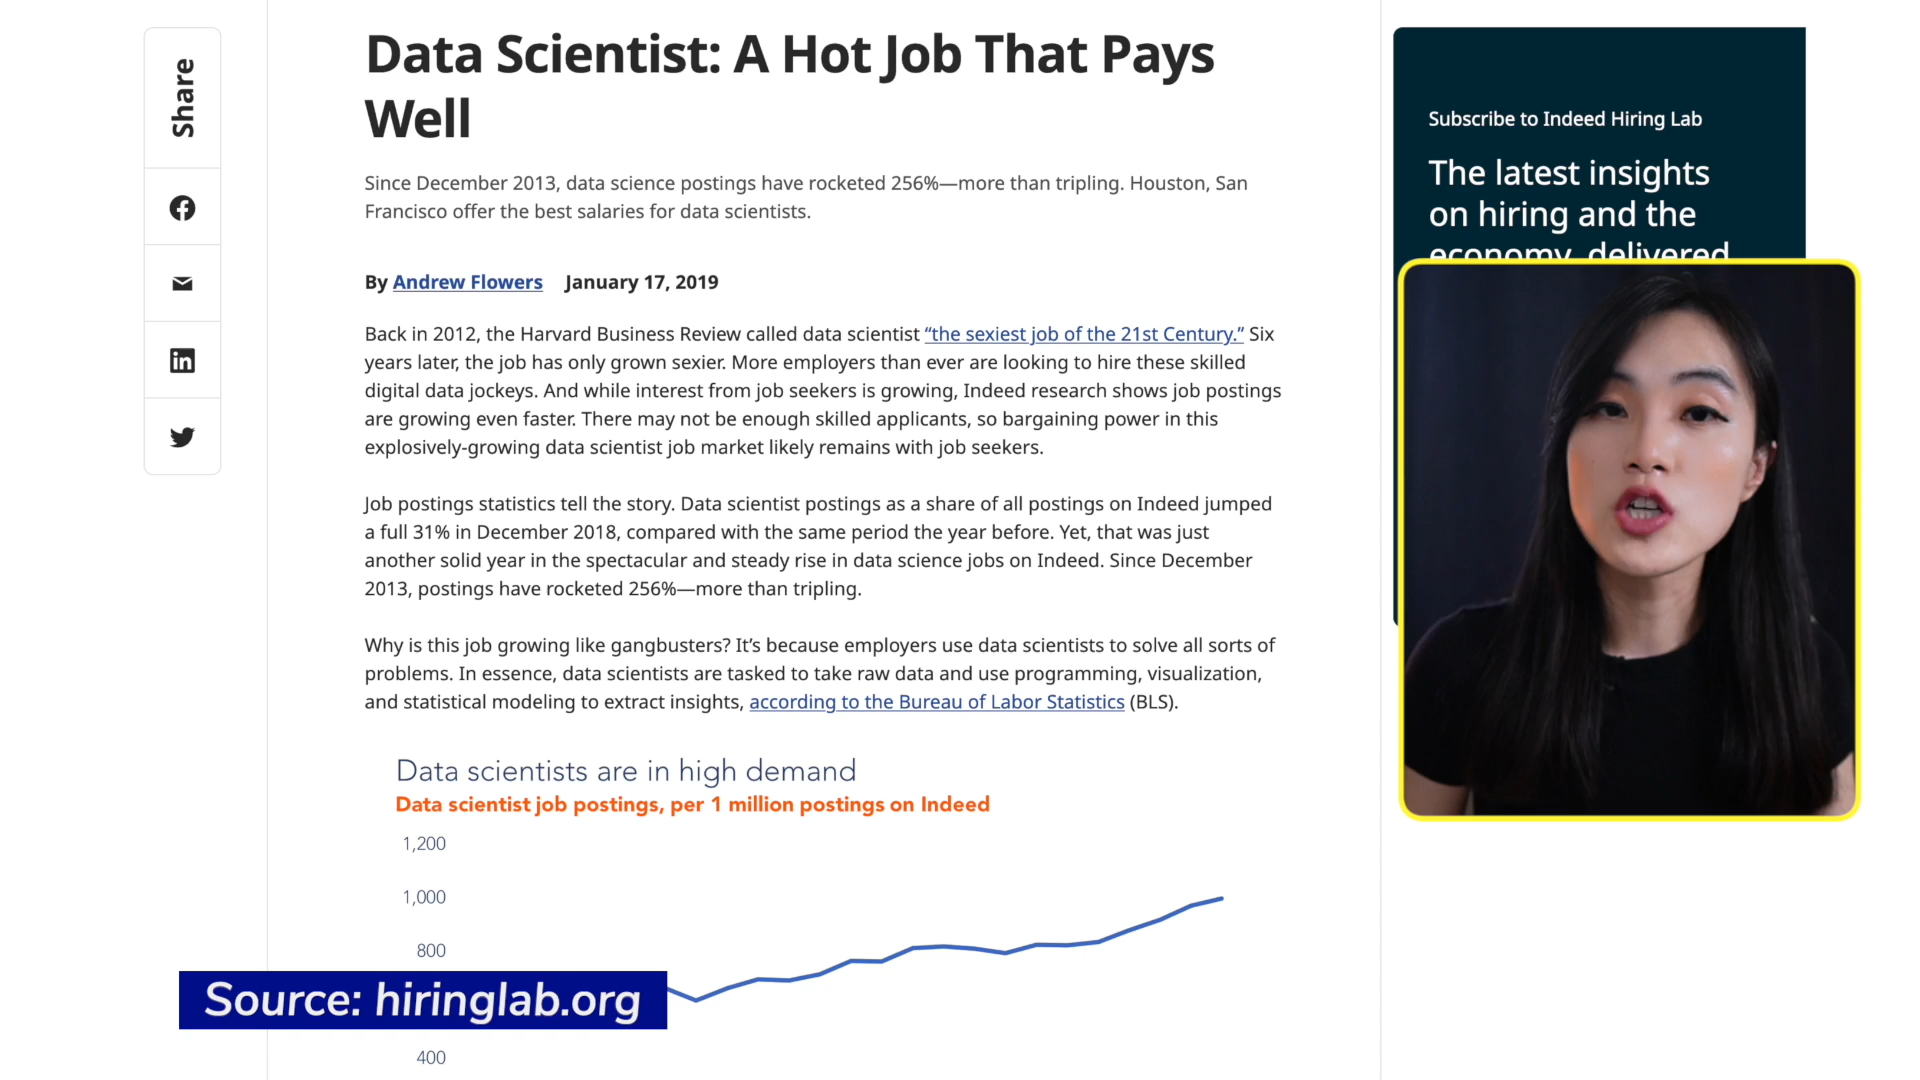 Share
Data Scientist: A Hot Job That Pays
Well
Since December 2013, data science postings have rocketed 256%—more than tripling. Houston, San
Francisco offer the best salaries for data scientists.
By Andrew Flowers January 17, 2019
Back in 2012, the Harvard Business Review called data scientist “the sexiest job of the 21st Century.” Six
years later, the job has only grown sexier. More employers than ever are looking to hire these skilled
digital data jockeys. And while interest from job seekers is growing, Indeed research shows job postings
are growing even faster. There may not be enough skilled applicants, so bargaining power in this
explosively-growing data scientist job market likely remains with job seekers.
Job postings statistics tell the story. Data scientist postings as a share of all postings on Indeed jumped
a full 31% in December 2018, compared with the same period the year before. Yet, that was just
another solid year in the spectacular and steady rise in data science jobs on Indeed. Since December
2013, postings have rocketed 256%—more than tripling.
Why is this job growing like gangbusters? It’s because employers use data scientists to solve all sorts of
problems. In essence, data scientists are tasked to take raw data and use programming, visualization,
and statistical modeling to extract insights, according to the Bureau of Labor Statistics (BLS).
Data scientists are in high demand
Data scientist job postings, per 1 million postings on Indeed
1,200
1,000
800
400
Source: hiringlab.org
Subscribe to Indeed Hiring Lab
The latest insights
on hiring and the
economy, delivered